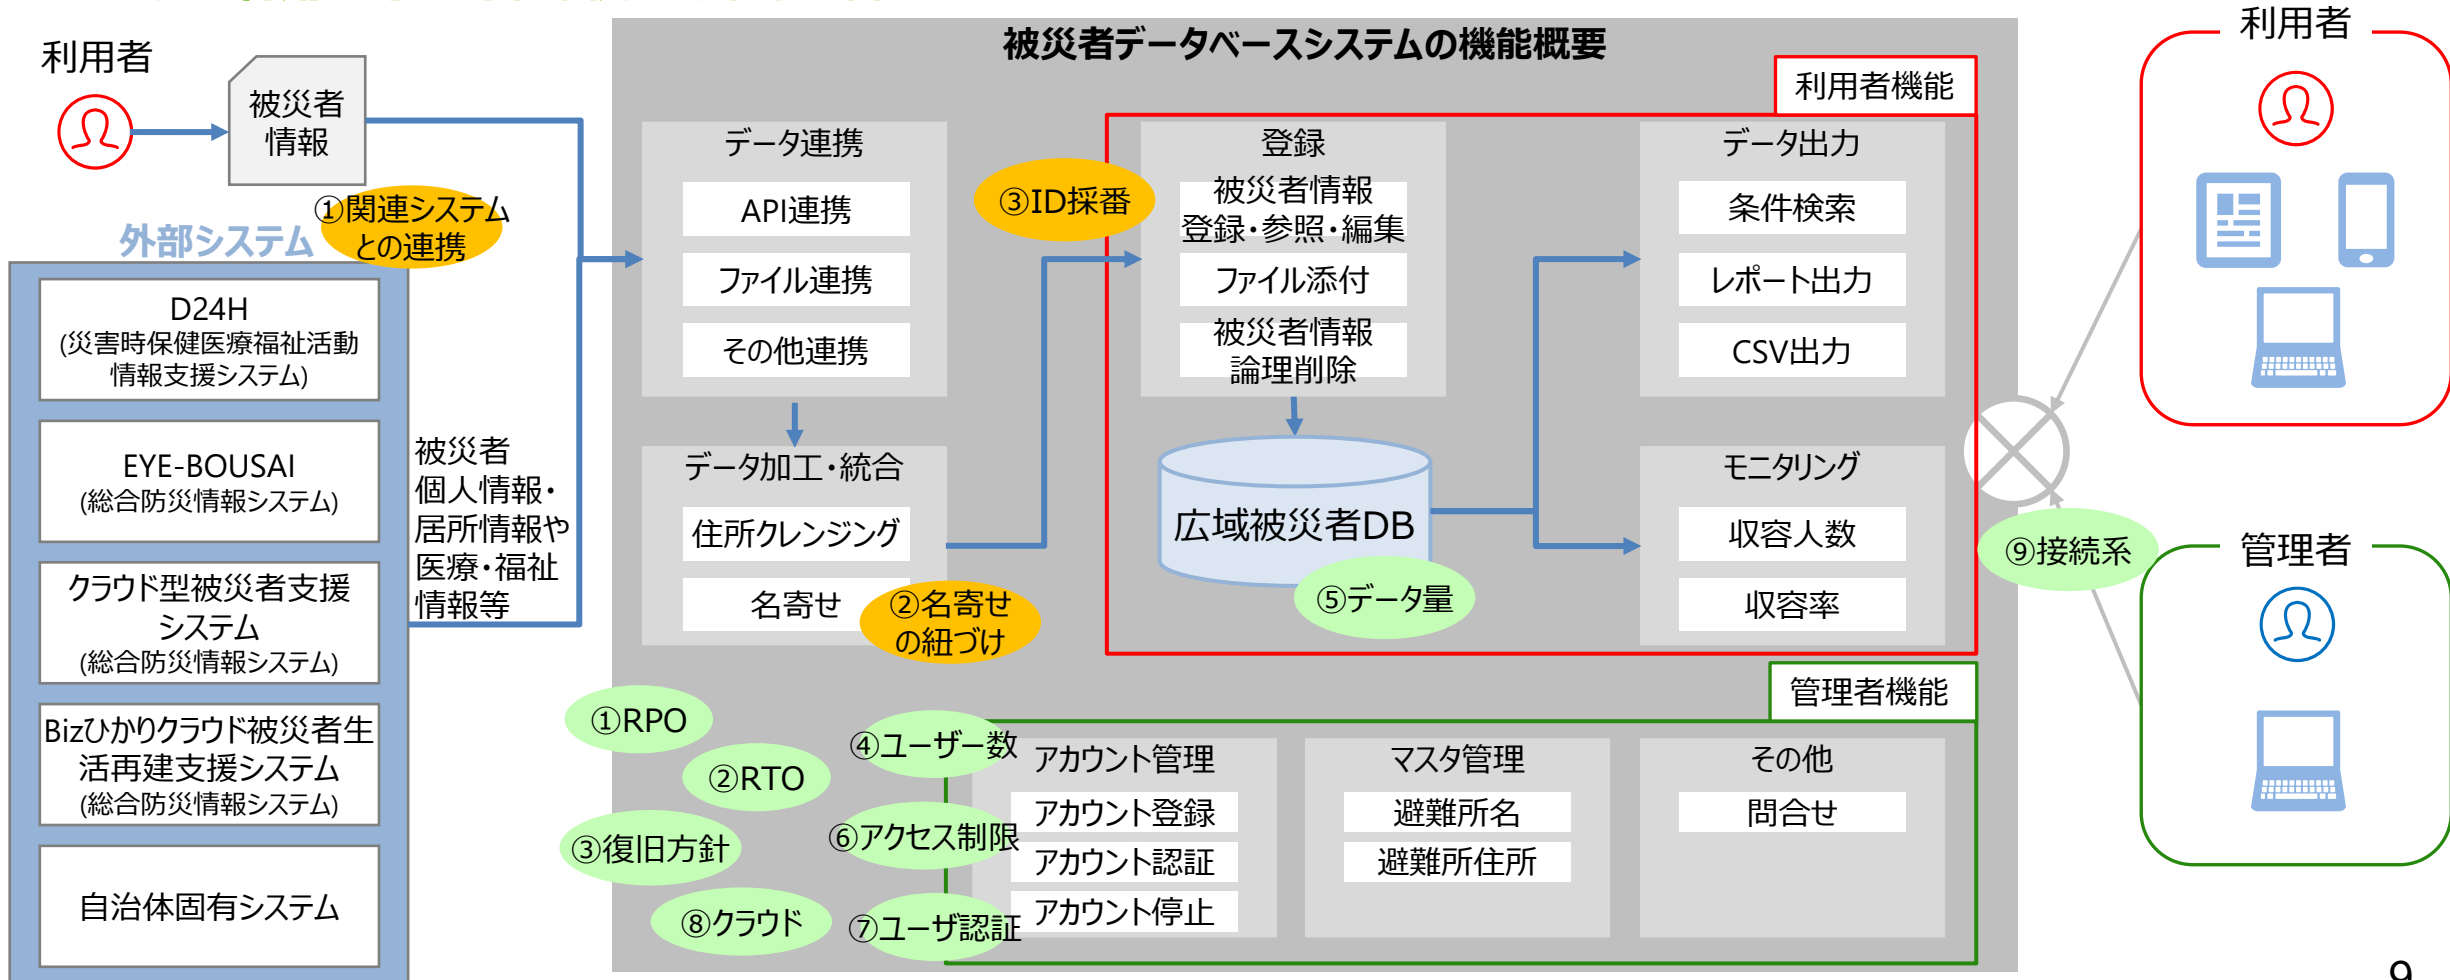 被災者データベースシステムの機能概要
利用者
被災者
情報
①関連システム
との連携
外部システム
D24H
(災害時保健医療福祉活動
情報支援システム)
EYE-BOUSAI
(総合防災情報システム)
クラウド型被災者支援
システム
(総合防災情報システム)
Bizひかりクラウド被災者生
活再建支援システム
(総合防災情報システム)
自治体固有システム
被災者
個人情報・
居所情報や
医療・福祉
情報等
データ連携
API連携
ファイル連携
その他連携
データ加工・統合
住所クレンジング
名寄せ
②名寄せ
の紐づけ
③ID採番
利用者機能
登録
被災者情報
登録・参照・編集
ファイル添付
被災者情報
論理削除
広域被災者DB
⑤データ量
データ出力
条件検索
レポート出力
CSV出力
モニタリング
収容人数
収容率
①RPO
②RTO
③復旧方針
⑧クラウド
④ユーザー数
⑥アクセス制限
⑦ユーザ認証
管理者機能
アカウント管理
アカウント登録
アカウント認証
アカウント停止
マスタ管理
避難所名
避難所住所
その他
問合せ
⑨接続系
利用者
管理者
9